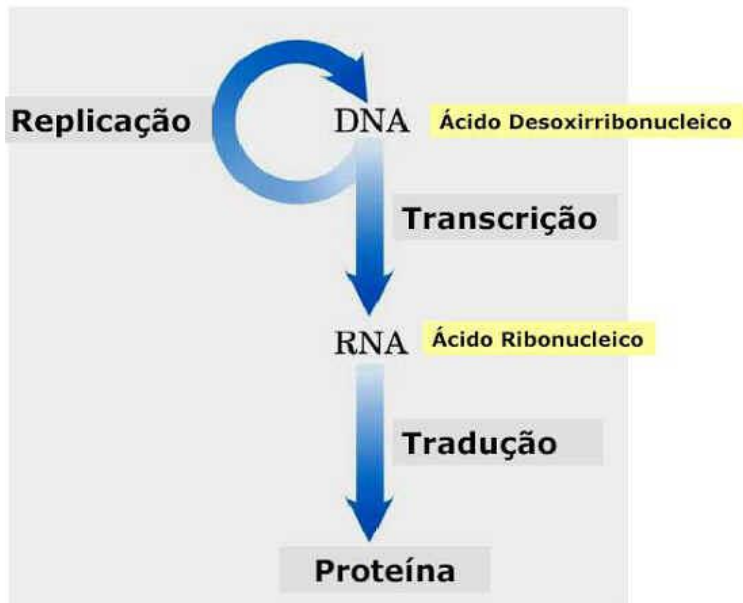 Replicação
DNA
Ácido Desoxirribonucleico
Transcrição
RNA
Ácido Ribonucleico
Tradução
Proteína